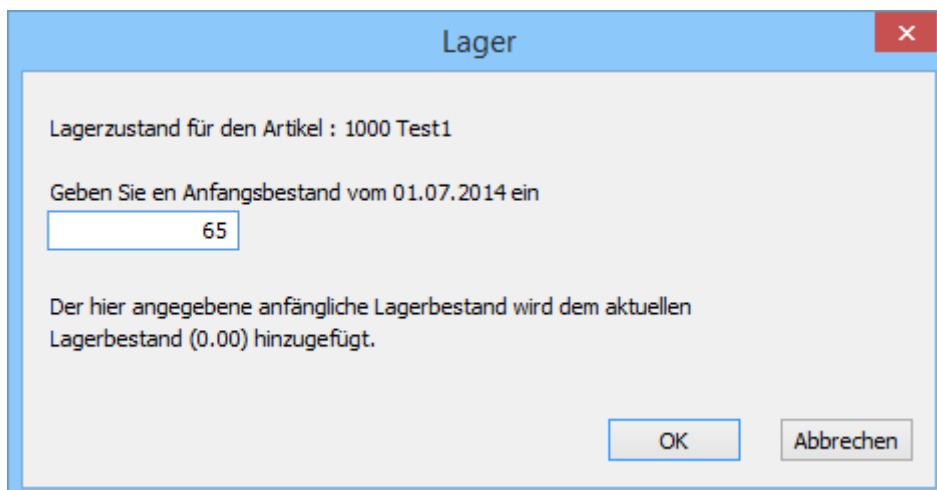 Lager
Lagerzustand für den Artikel : 1000 Test1
Geben Sie en Anfangsbestand vom 01.07.2014 ein
65
Der hier angegebene anfängliche Lagerbestand wird dem aktuellen
Lagerbestand (0.00) hinzugefügt.
OK
Abbrechen